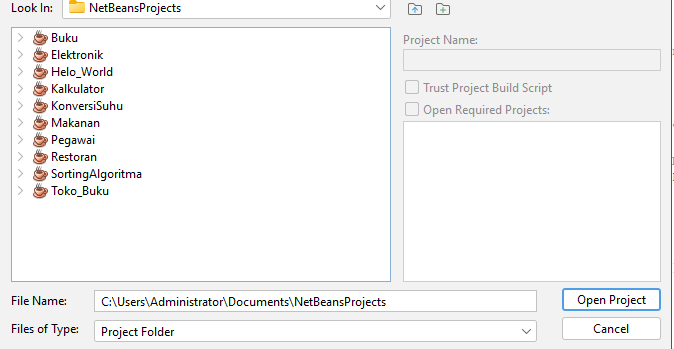 Look In: NetBeansProjects
Buku
Elektronik
Helo_World
Kalkulator
KonversiSuhu
Makanan
Pegawai
Restoran
SortingAlgoritma
Toko_Buku
Project Name:
Trust Project Build Script
Open Required Projects:
File Name: C:\Users\Administrator\Documents\NetBeansProjects
Open Project
Files of Type: Project Folder
Cancel